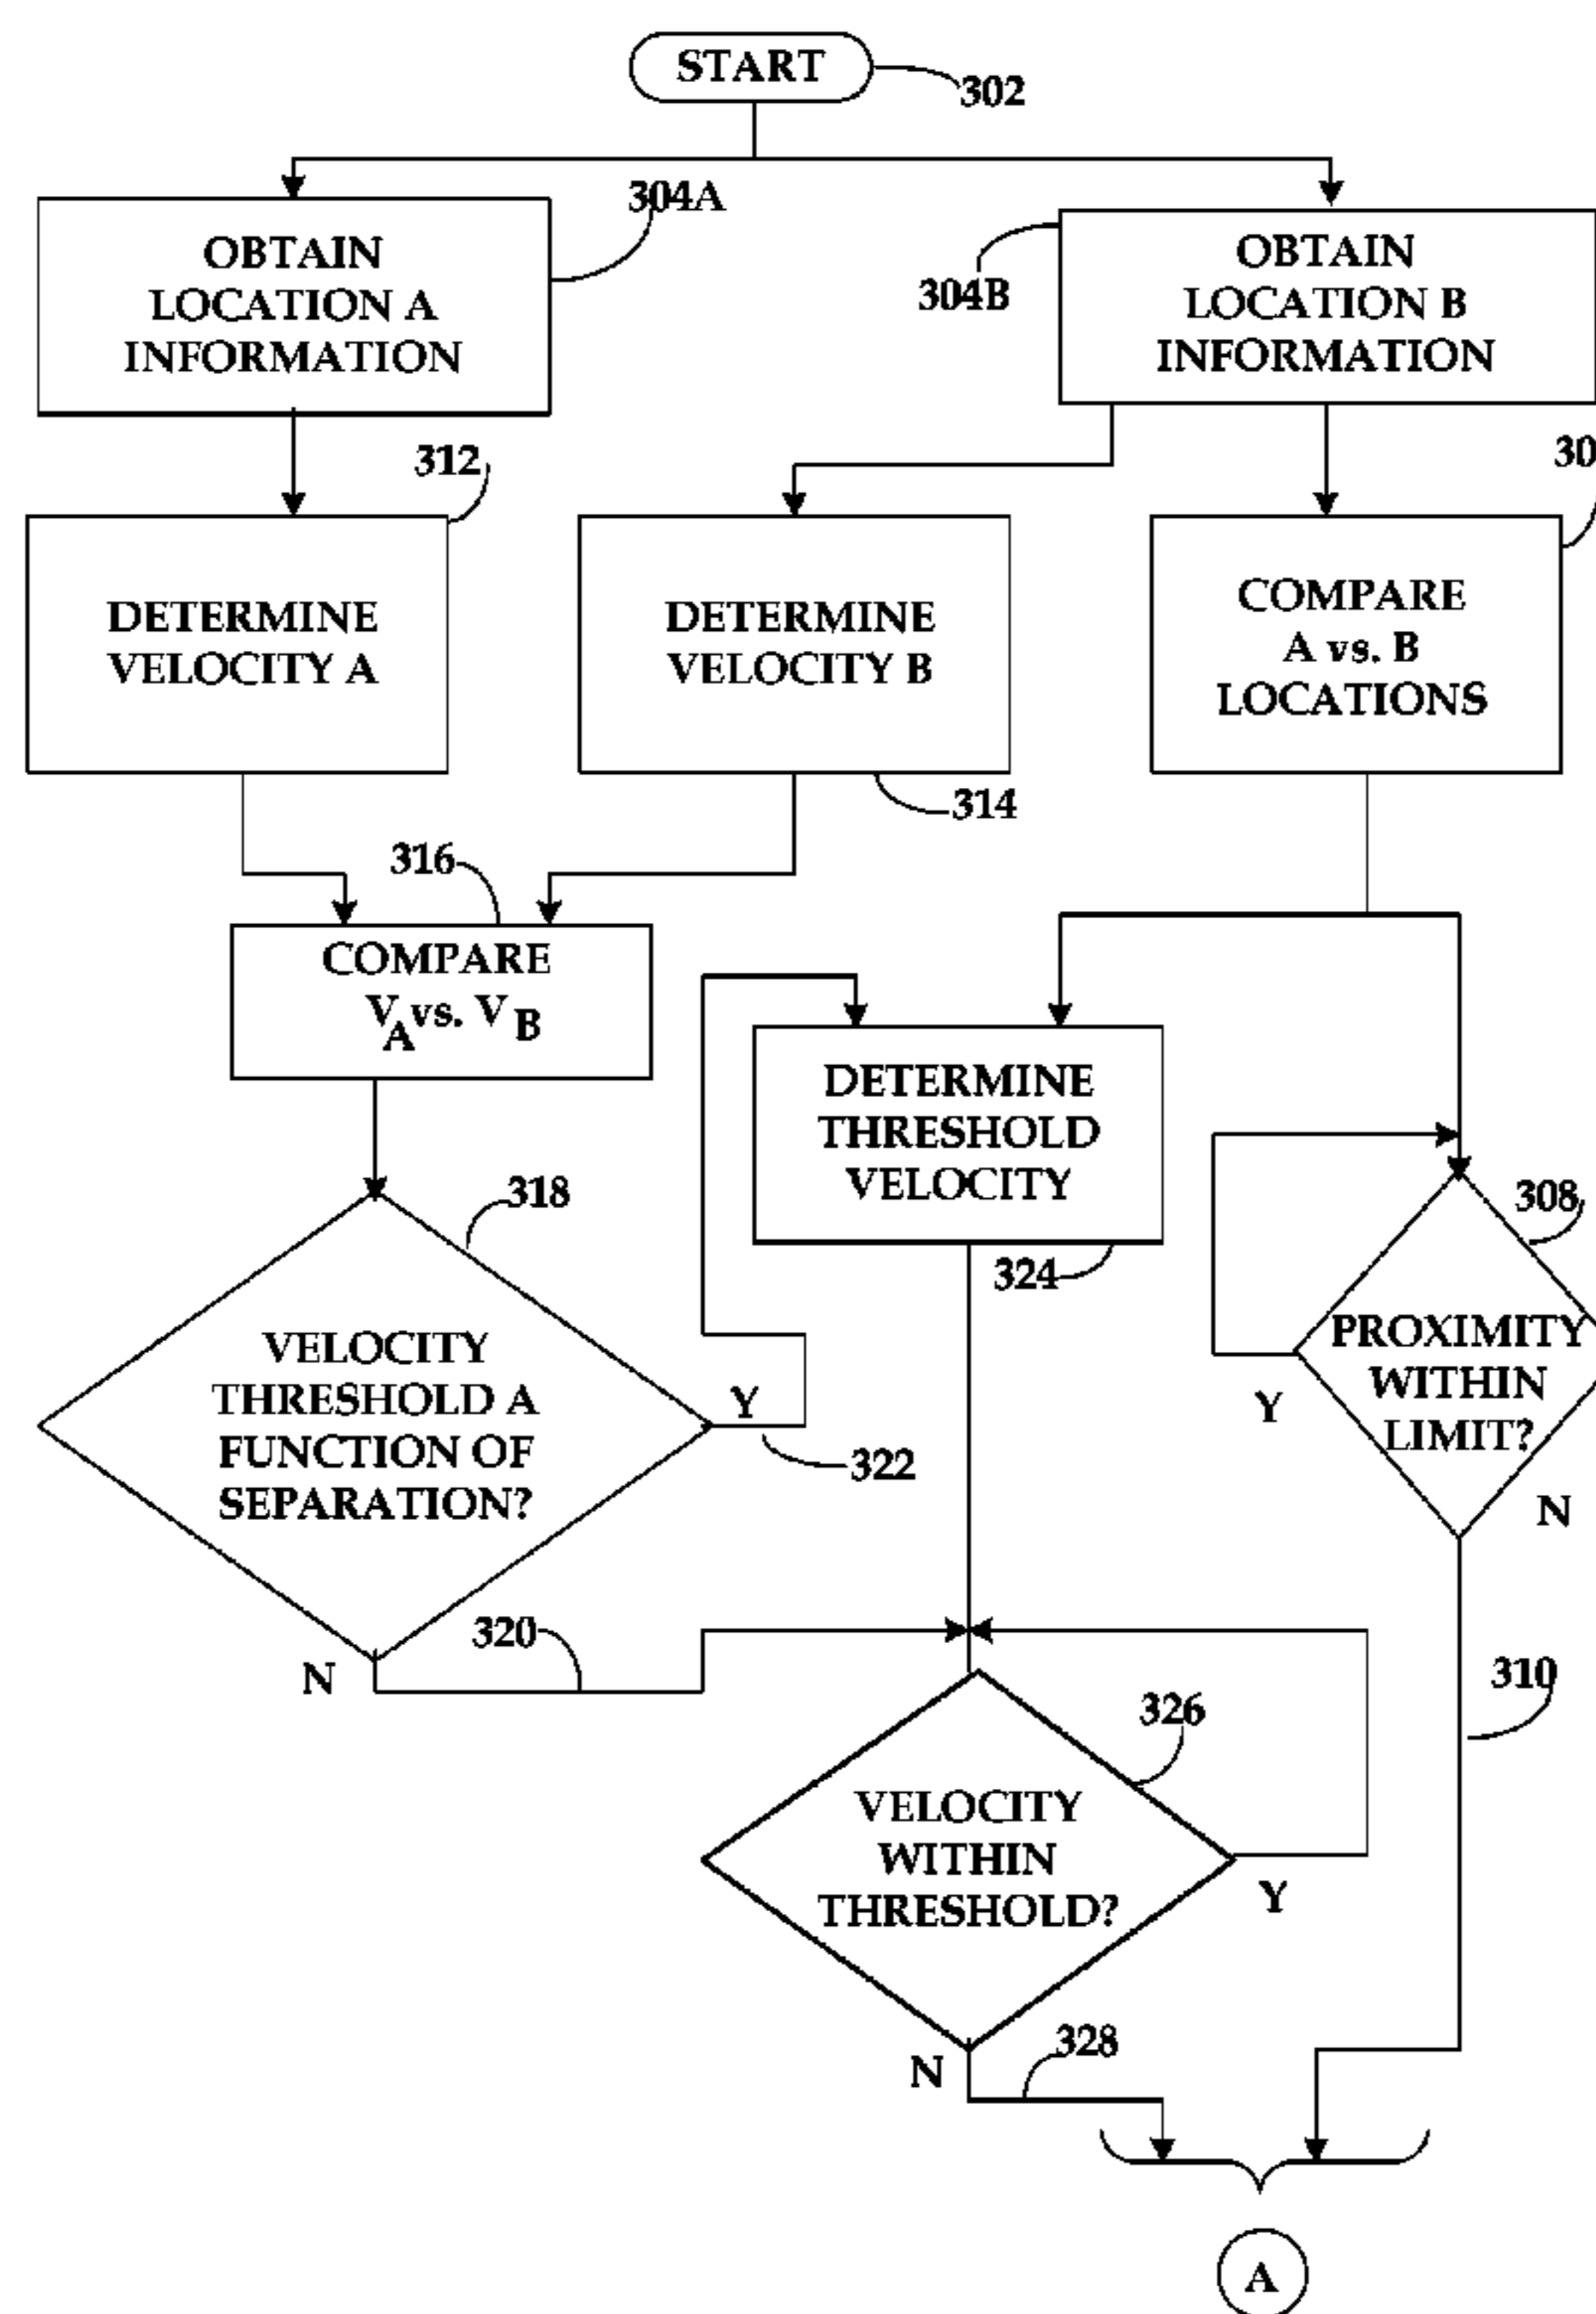 START
302
304A
OBTAIN
LOCATION A
INFORMATION
304B
OBTAIN
LOCATION B
INFORMATION
312
30
DETERMINE
VELOCITY A
DETERMINE
VELOCITY B
COMPARE
A vs. B
LOCATIONS
314
316
COMPARE
VA vs. VB
DETERMINE
THRESHOLD
VELOCITY
318
308
324
VELOCITY
THRESHOLD A
FUNCTION OF
SEPARATION?
Y
322
PROXIMITY
WITHIN
LIMIT?
Y
N
320
N
310
326
VELOCITY
WITHIN
THRESHOLD?
Y
328
N
A